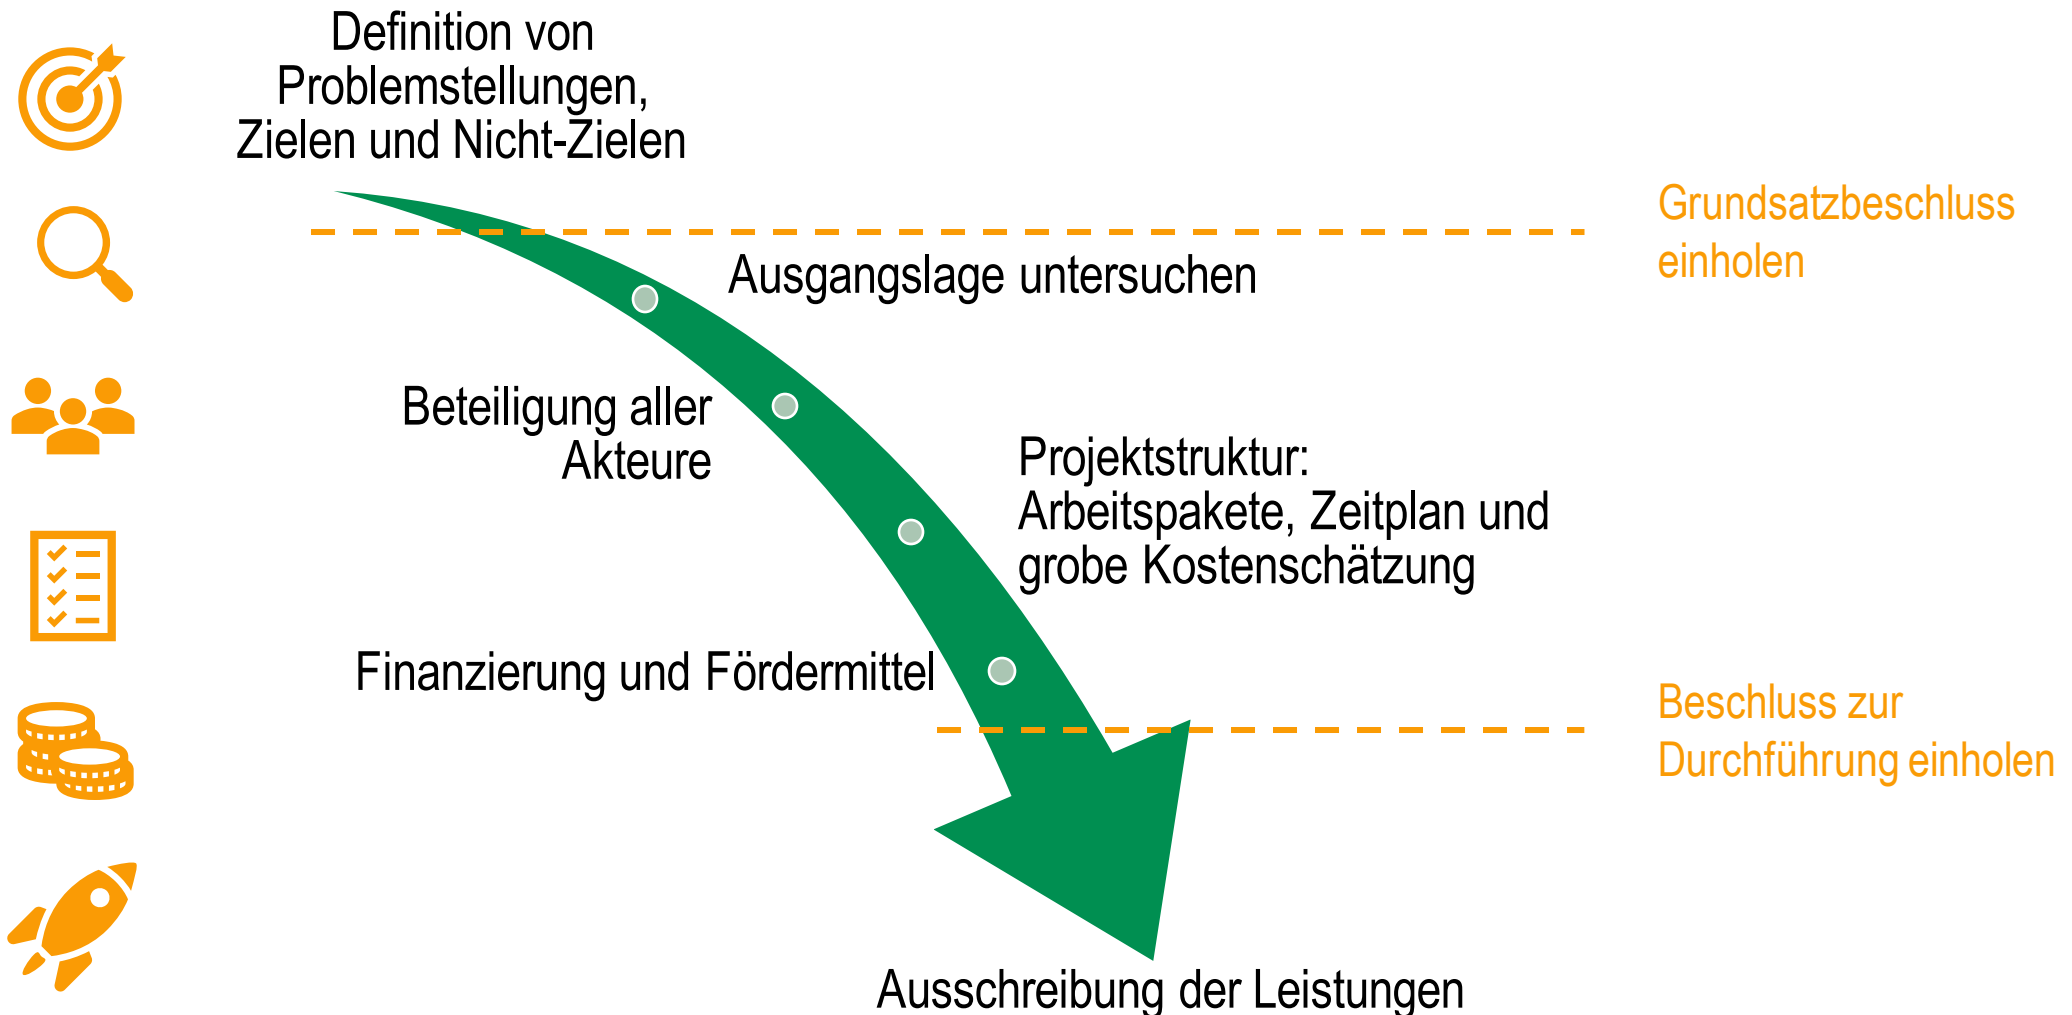 Definition von
Problemstellungen,
Zielen und Nicht-Zielen
Grundsatzbeschluss
einholen
Ausgangslage untersuchen
Beteiligung aller
Akteure
Projektstruktur:
Arbeitspakete, Zeitplan und
grobe Kostenschätzung
Finanzierung und Fördermittel
Beschluss zur
Durchführung einholen
Ausschreibung der Leistungen